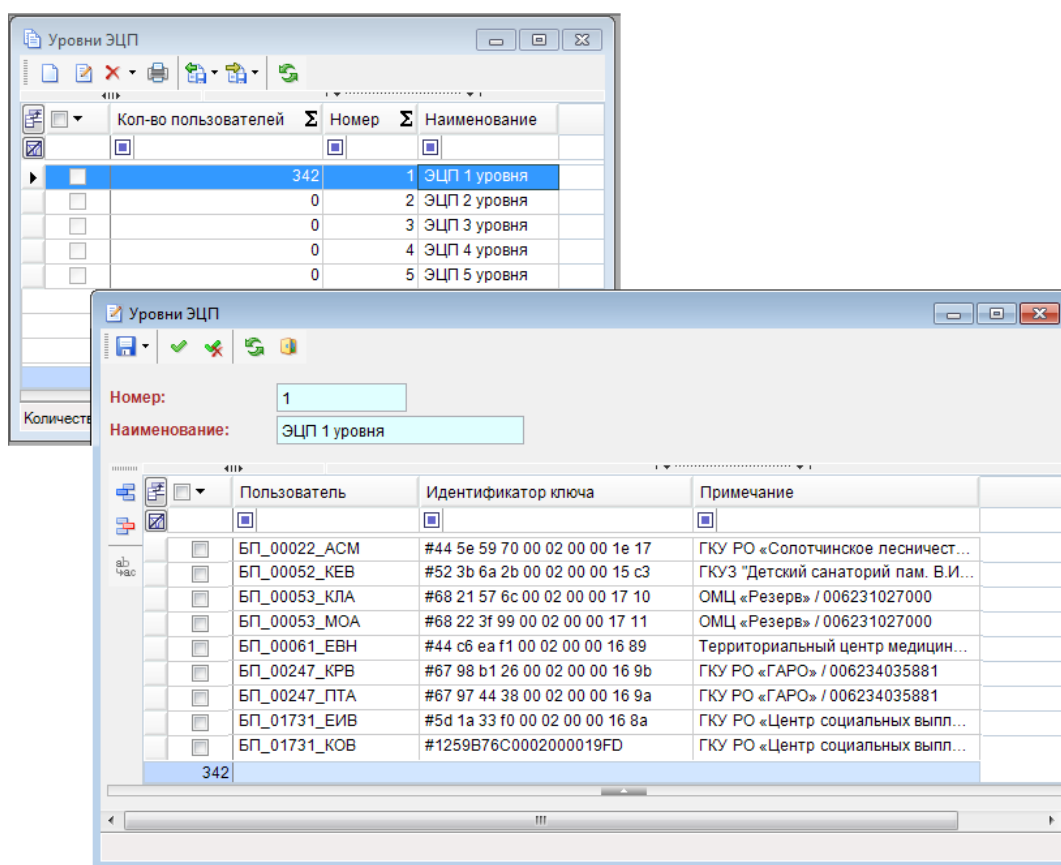 Уровни ЭЦП
Кол-во пользователей Σ Номер Σ Наименование
342 1 ЭЦП 1 уровня
0 2 ЭЦП 2 уровня
0 3 ЭЦП 3 уровня
0 4 ЭЦП 4 уровня
0 5 ЭЦП 5 уровня
Количеств
Уровни ЭЦП
Номер: 1
Наименование: ЭЦП 1 уровня
Пользователь Идентификатор ключа Примечание
БП_00022_АСМ #44 5e 59 70 00 02 00 00 1e 17 ГКУ РО «Солотчинское лесничест...
БП_00052_КЕВ #52 3b 6a 2b 00 02 00 00 15 c3 ГКУЗ "Детский санаторий пам. В.И...
ab
ac
БП_00053_КЛА #68 21 57 6c 00 02 00 00 17 10 ОМЦ «Резерв» / 006231027000
БП_00053_МОА #68 22 3f 99 00 02 00 00 17 11 ОМЦ «Резерв» / 006231027000
БП_00061_ЕВН #44 c6 ea f1 00 02 00 00 16 89 Территориальный центр медицин...
БП_00247_КРВ #67 98 b1 26 00 02 00 00 16 9b ГКУ РО «ГАРО» / 006234035881
БП_00247_ПТА #67 97 44 38 00 02 00 00 16 9a ГКУ РО «ГАРО» / 006234035881
БП_01731_ЕИВ #5d 1a 33 f0 00 02 00 00 16 8a ГКУ РО «Центр социальных выпл...
БП_01731_КОВ #1259B76C0002000019FD ГКУ РО «Центр социальных выпл...
342